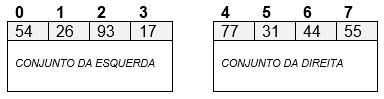 0 1 2 3 4 5 6 7
54 26 93 17 77 31 44 55
CONJUNTO DA ESQUERDA CONJUNTO DA DIREITA